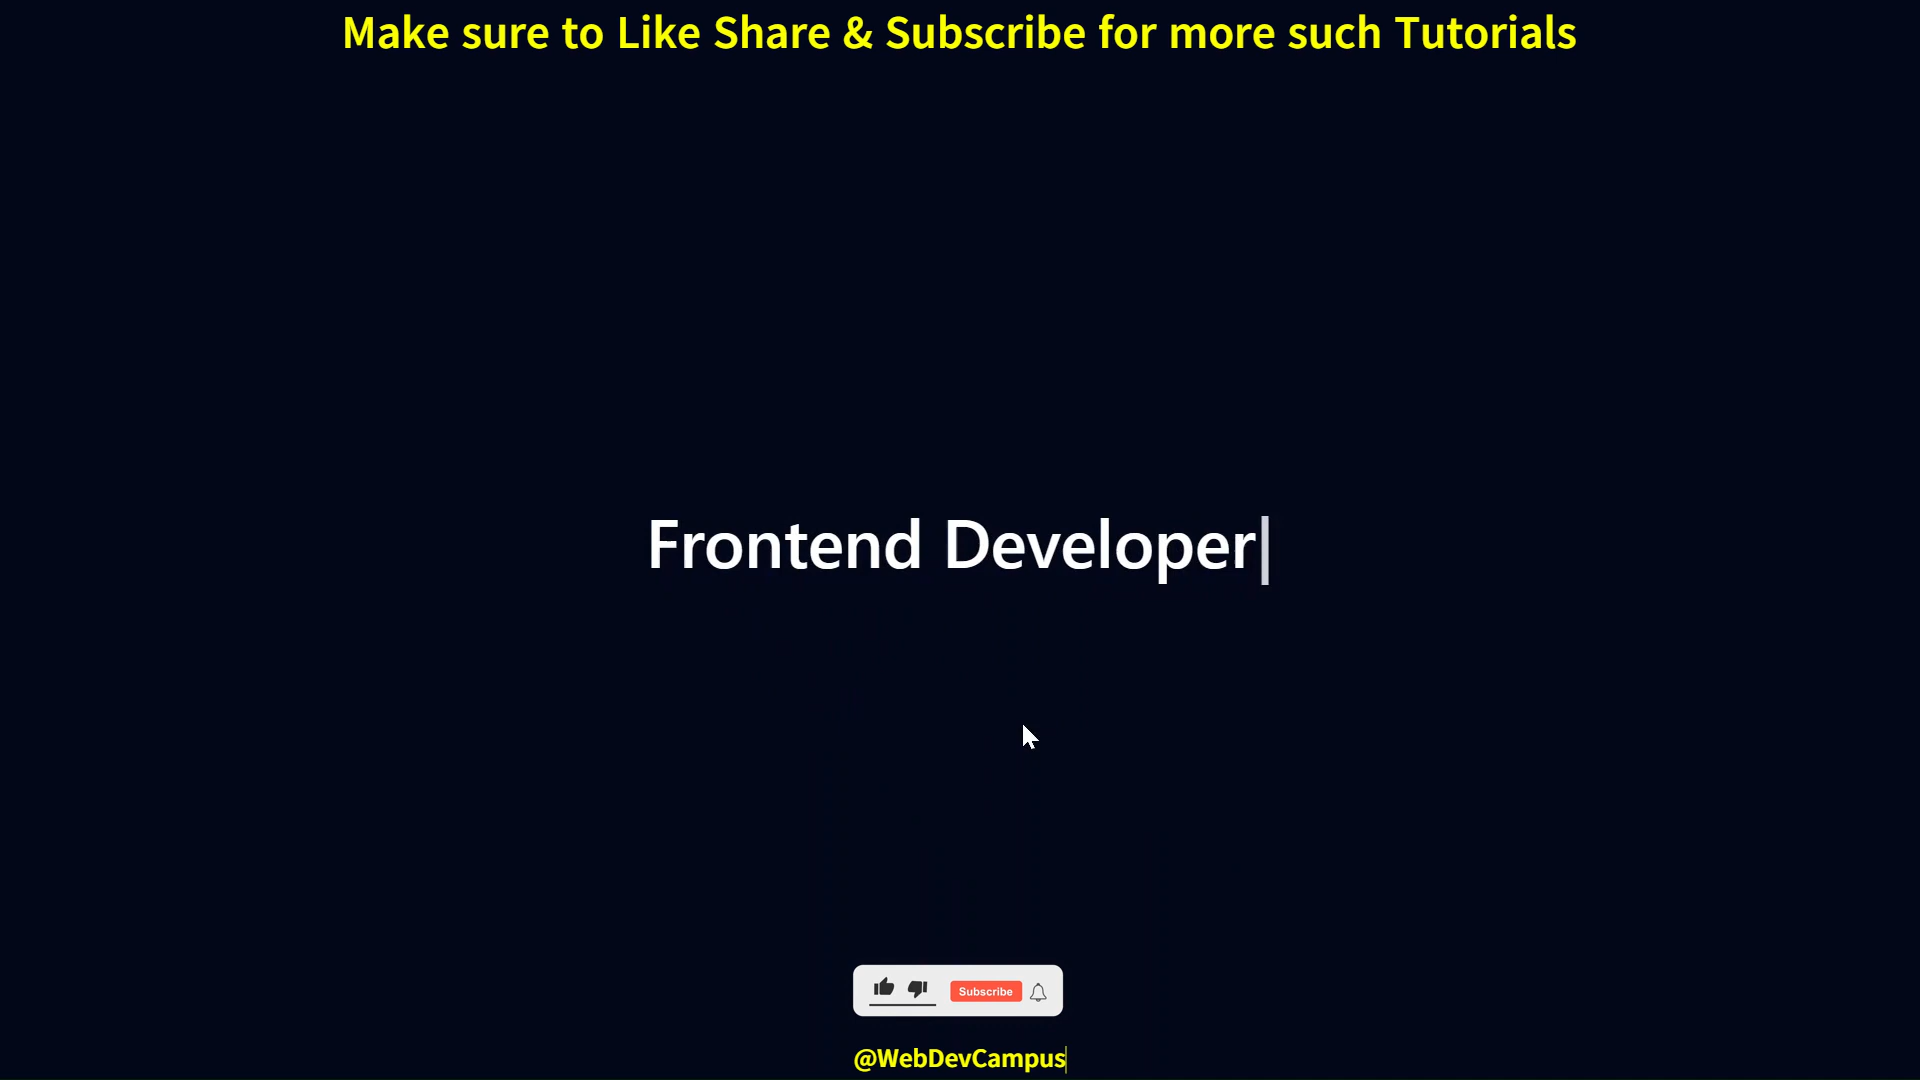 Make sure to Like Share & Subscribe for more such Tutorials
Frontend Developer|
Subscribe
@WebDevCampus